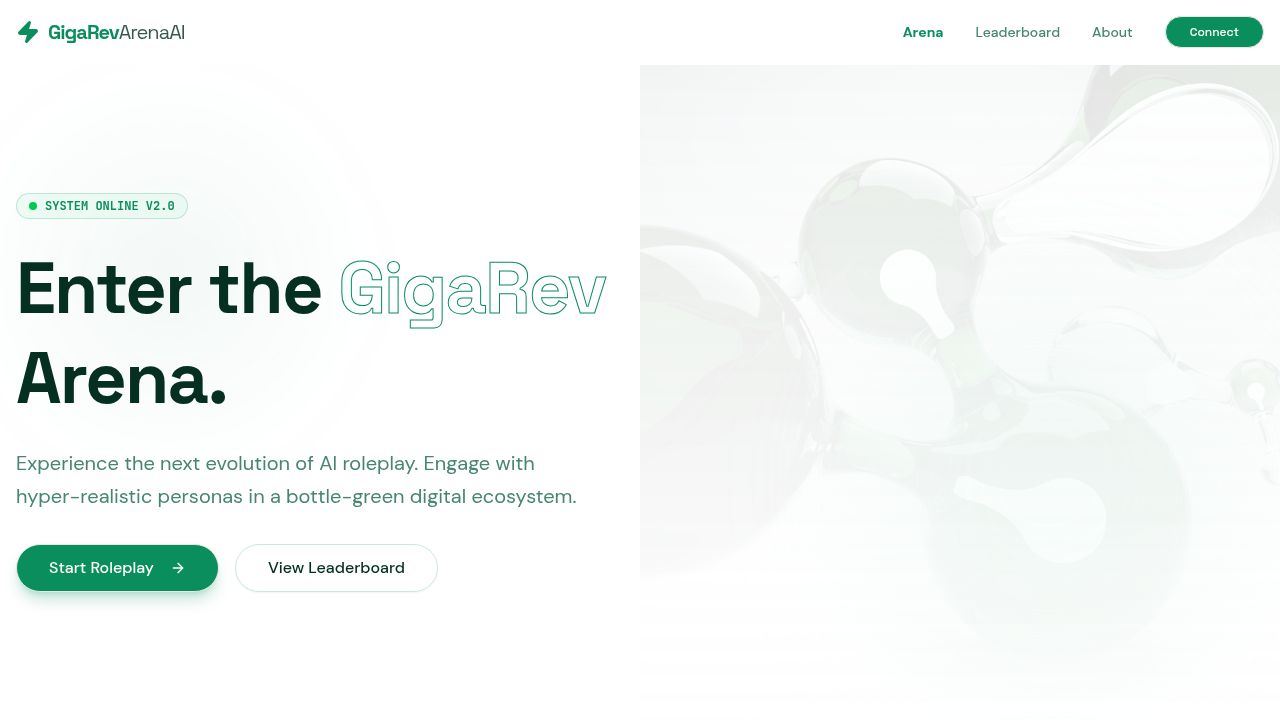 GigaRevArenaAI
Arena
Leaderboard
About
Connect
SYSTEM ONLINE V2.0
Enter the GigaRev
Arena.
Experience the next evolution of AI roleplay. Engage with
hyper-realistic personas in a bottle-green digital ecosystem.
Start Roleplay →
View Leaderboard